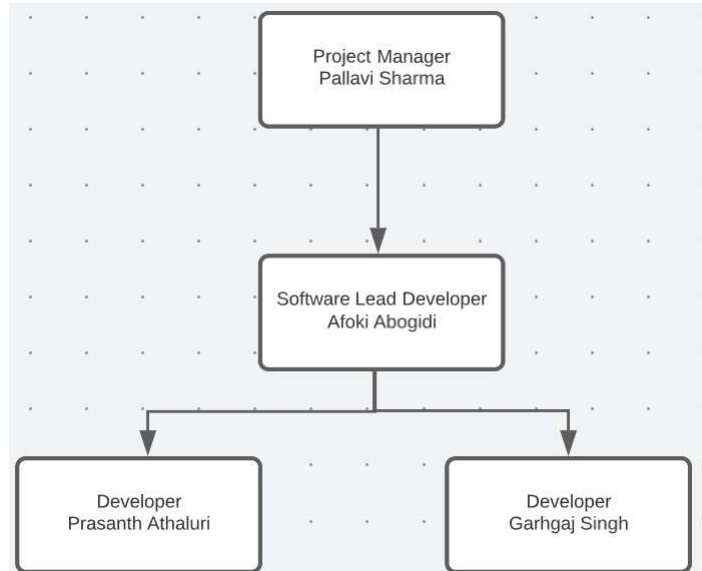 Project Manager
Pallavi Sharma
Software Lead Developer
Afoki Abogidi
Developer
Prasanth Athaluri
Developer
Garhgaj Singh